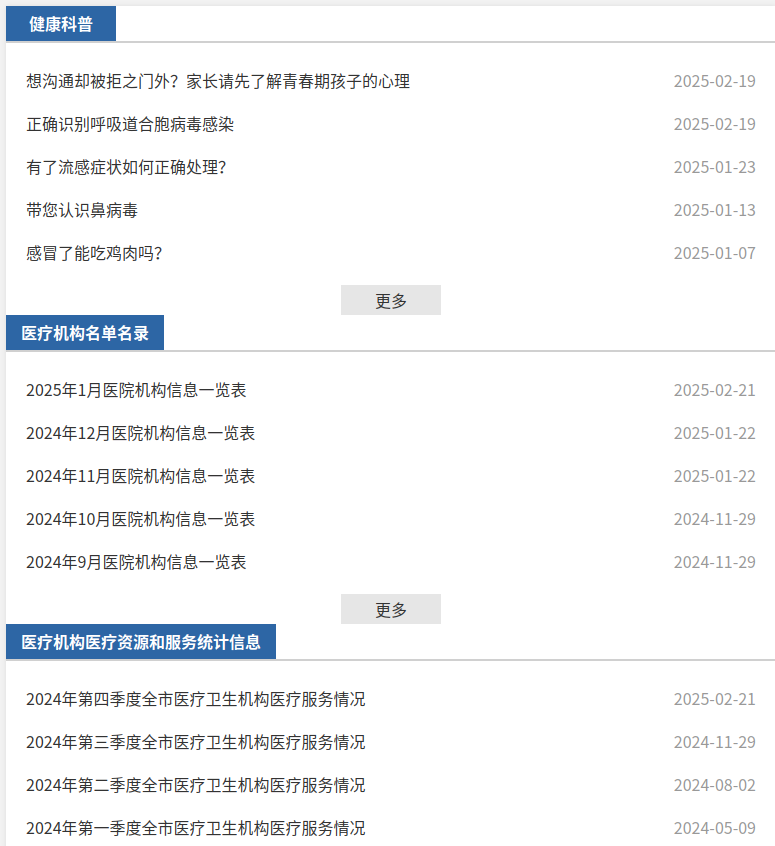 健康科普
想沟通却被拒之门外？家长请先了解青春期孩子的心理 2025-02-19
正确识别呼吸道合胞病毒感染 2025-02-19
有了流感症状如何正确处理？ 2025-01-23
带您认识鼻病毒 2025-01-13
感冒了能吃鸡肉吗？ 2025-01-07
更多
医疗机构名单名录
2025年1月医院机构信息一览表 2025-02-21
2024年12月医院机构信息一览表 2025-01-22
2024年11月医院机构信息一览表 2025-01-22
2024年10月医院机构信息一览表 2024-11-29
2024年9月医院机构信息一览表 2024-11-29
更多
医疗机构医疗资源和服务统计信息
2024年第四季度全市医疗卫生机构医疗服务情况 2025-02-21
2024年第三季度全市医疗卫生机构医疗服务情况 2024-11-29
2024年第二季度全市医疗卫生机构医疗服务情况 2024-08-02
2024年第一季度全市医疗卫生机构医疗服务情况 2024-05-09